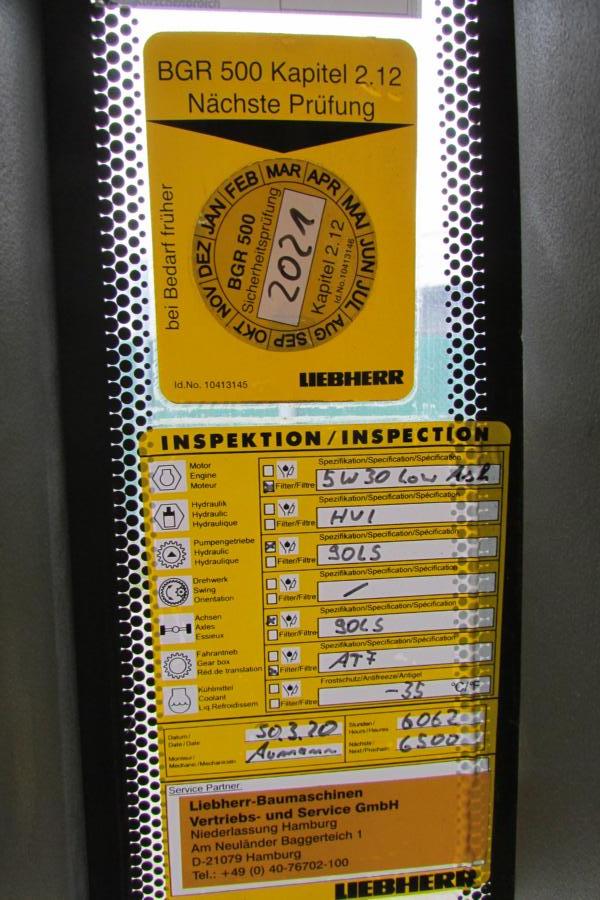 BGR 500 Kapitel 2.12
Nächste Prüfung
bei Bedarf früher
JAN FEB MAR APR MAI JUN JUL AUG SEP OKT NOV DEZ
BGR 500
Sicherheitsprüfung
2021
Kapitel 2.12
Id.No.10413146
Id.No. 10413145
LIEBHERR
INSPEKTION/INSPECTION
Motor
Engine
Moteur
Filter/Filtre
Spezifikation/Specification/Spécification
5W30 Low Ash
Hydraulik
Hydraulic
Hydraulique
Filter/Filtre
Spezifikation/Specification/Spécification
HVI
Pumpengetriebe
Hydraulic
Hydraulique
Filter/Filtre
Spezifikation/Specification/Spécification
90LS
Drehwerk
Swing
Orientation
Filter/Filtre
Spezifikation/Specification/Spécification
/
Achsen
Axles
Essieux
Filter/Filtre
Spezifikation/Specification/Spécification
90LS
Fahrantrieb
Gear box
Réd.de translation
Filter/Filtre
Spezifikation/Specification/Spécification
ATF
Kühlmittel
Coolant
Liq.Refroidissem
Filter/Filtre
Frostschutz/Antifreeze/Antigel
-35 °C/°F
Datum/
Date/Date
30.3.20
Stunden/
Hours/Heures
6062
Monteur/
Mechanic/Mechanicien
Nächste/
Next/Prochain
6500
Service Partner:
Liebherr-Baumaschinen
Vertriebs- und Service GmbH
Niederlassung Hamburg
Am Neuländer Baggerteich 1
D-21079 Hamburg
Tel.: +49 (0) 40-76702-100
LIEBHERR